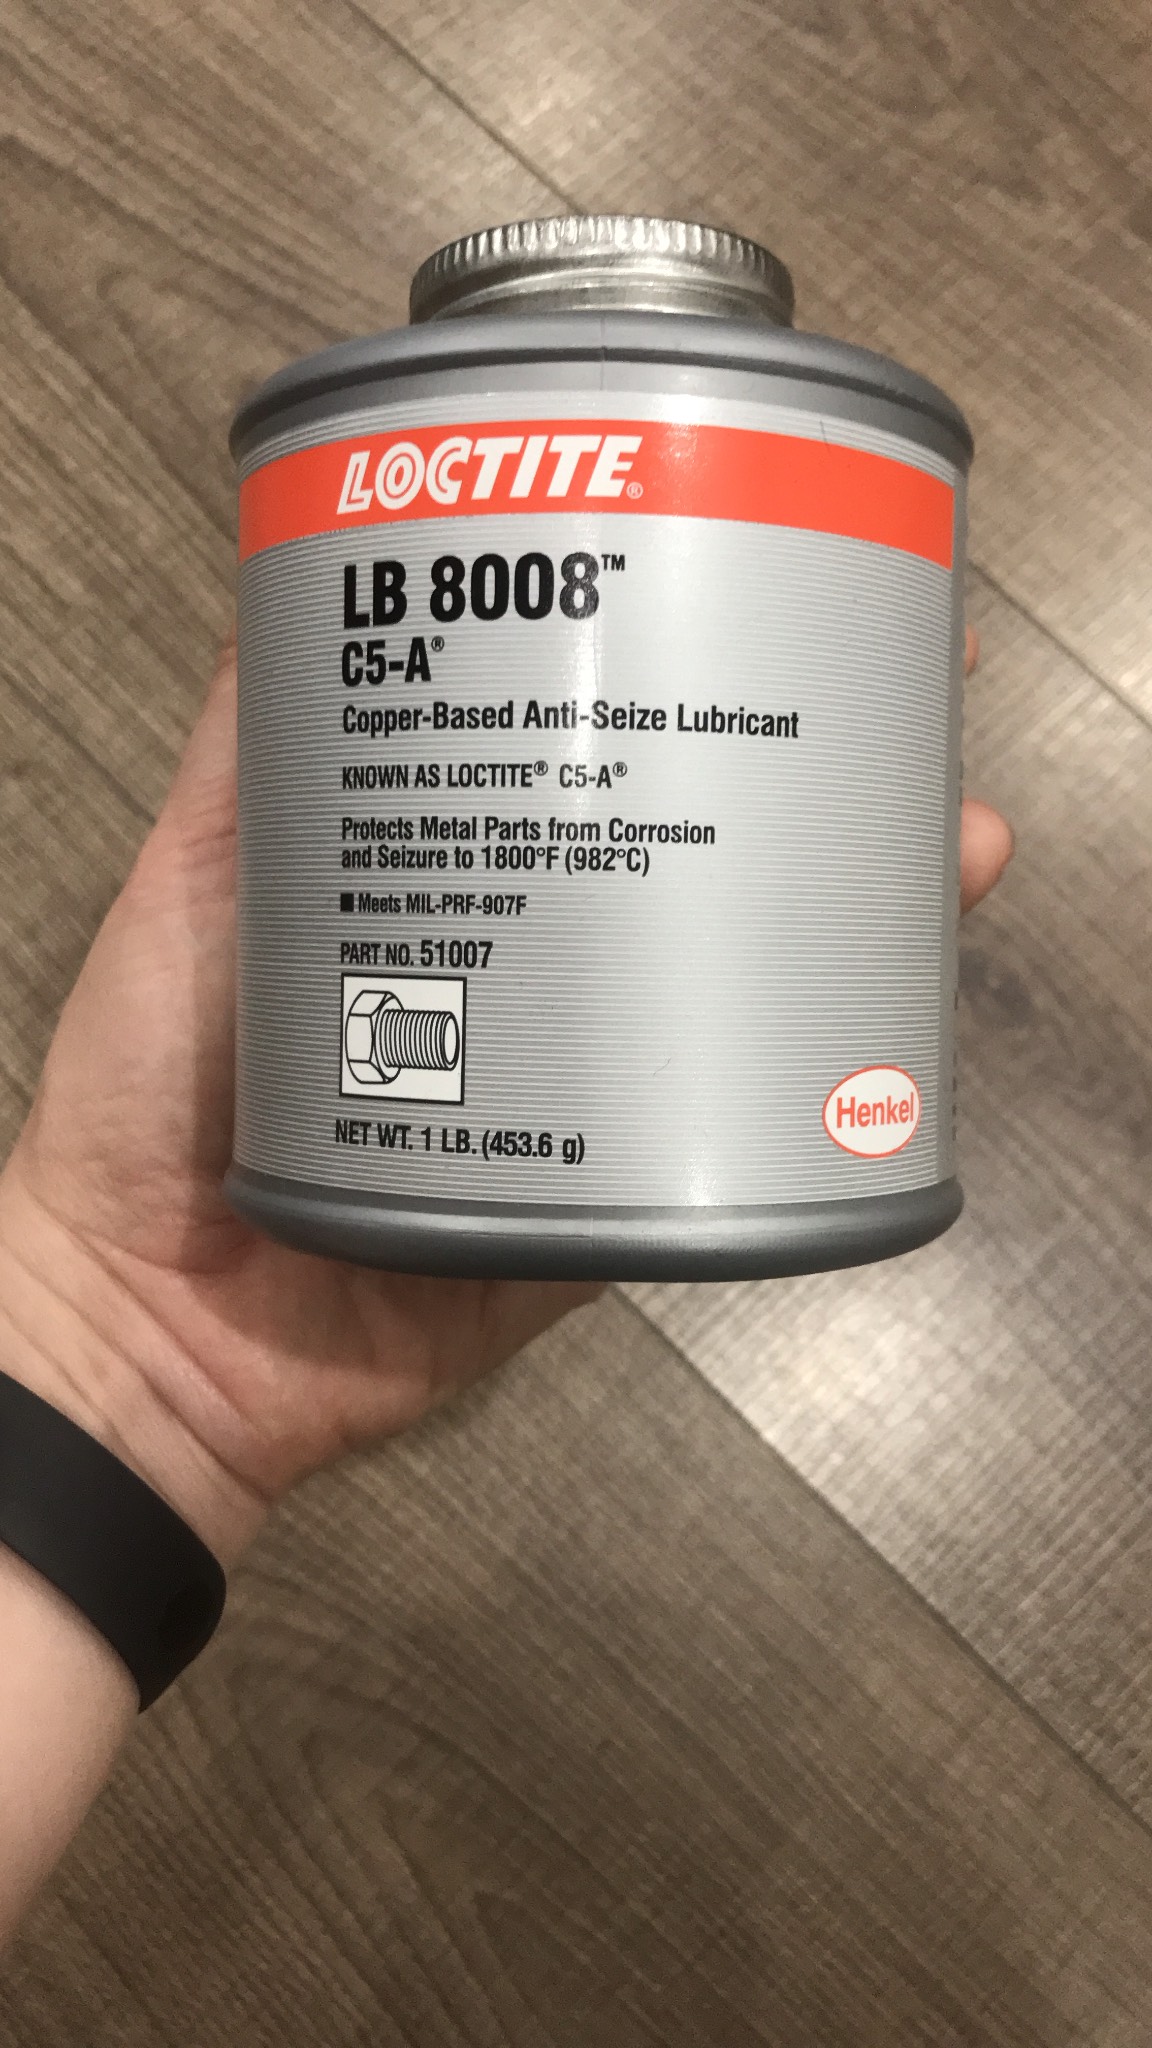 LOCTITE®
LB 8008™
C5-A®
Copper-Based Anti-Seize Lubricant
KNOWN AS LOCTITE® C5-A®
Protects Metal Parts from Corrosion
and Seizure to 1800°F (982°C)
■ Meets MIL-PRF-907F
PART NO. 51007
Henkel
NET WT. 1 LB. (453.6 g)